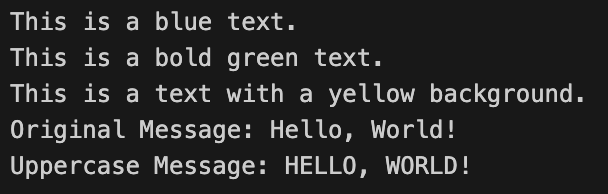 This is a blue text.
This is a bold green text.
This is a text with a yellow background.
Original Message: Hello, World!
Uppercase Message: HELLO, WORLD!